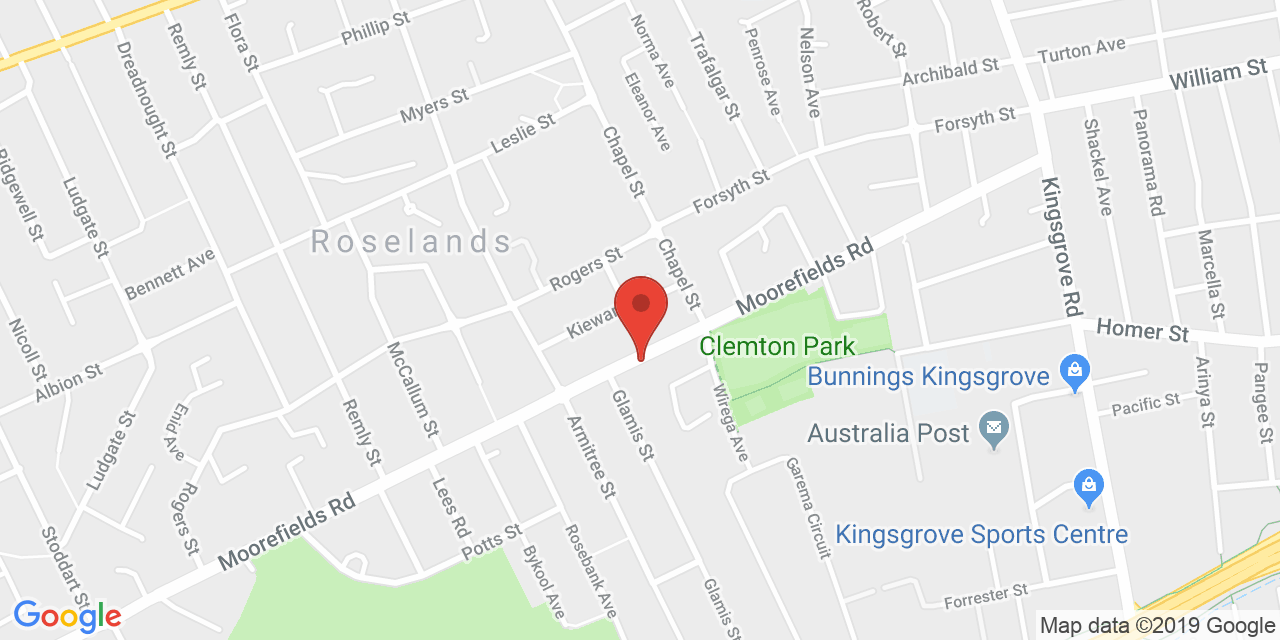 Phillip St
Flora St
Remly St
Dreadnought St
Myers St
Leslie St
Norma Ave
Eleanor Ave
Trafalgar St
Penrose Ave
Nelson Ave
Robert St
Archibald St
Turton Ave
William St
Forsyth St
Shackel Ave
Panorama Rd
Ridgewell St
Ludgate St
Chapel St
Forsyth St
Kingsgrove Rd
Roselands
Bennett Ave
Rogers St
Chapel St
Moorefields Rd
Marcella St
Nicoll St
Kiewar
Clemton Park
Homer St
Albion St
McCallum St
Bunnings Kingsgrove
Arinya St
Pangee St
Enid Ave
Remly St
Glamis St
Wirega Ave
Pacific St
Ludgate St
Armitree St
Australia Post
Rogers St
Moorefields Rd
Lees Rd
Garema Circuit
Kingsgrove Sports Centre
Stoddart St
Potts St
Bykool Ave
Rosebank Ave
Glamis St
Forrester St
Google
Map data ©2019 Google